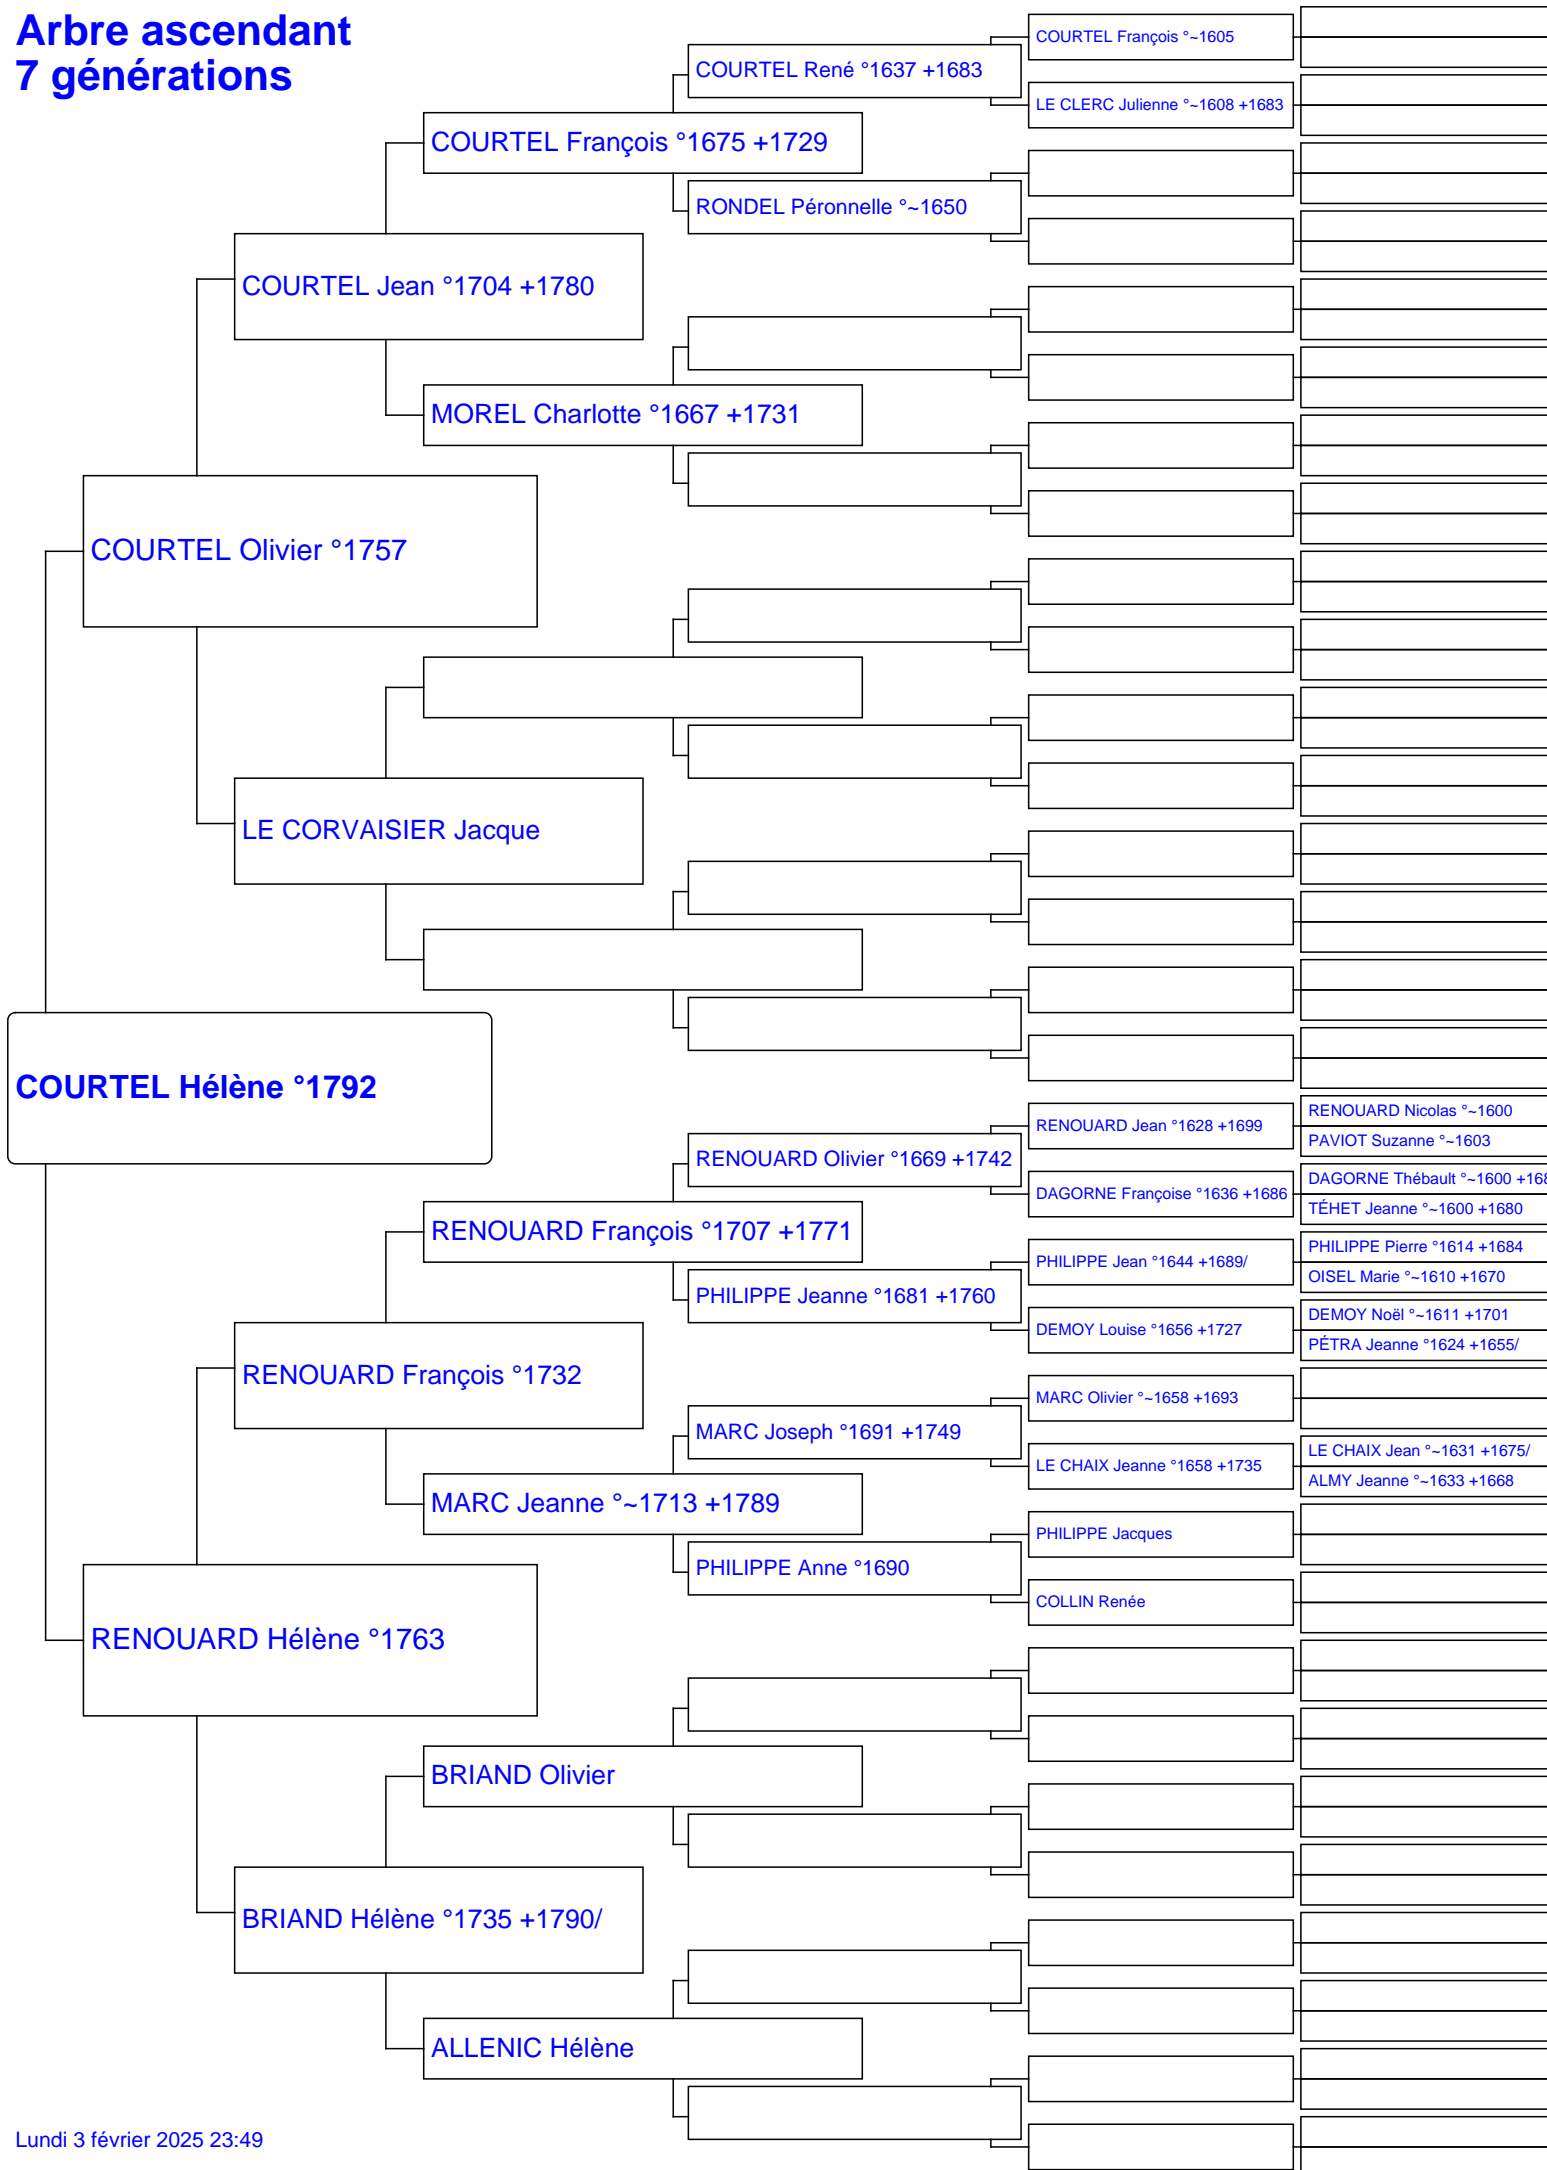 Arbre ascendant
7 générations
COURTEL François °~1605
COURTEL René °1637 +1683
LE CLERC Julienne °~1608 +1683
COURTEL François °1675 +1729
RONDEL Péronnelle °~1650
COURTEL Jean °1704 +1780
MOREL Charlotte °1667 +1731
COURTEL Olivier °1757
LE CORVAISIER Jacque
COURTEL Hélène °1792
RENOUARD Nicolas °~1600
RENOUARD Jean °1628 +1699
PAVIOT Suzanne °~1603
RENOUARD Olivier °1669 +1742
DAGORNE Thébault °~1600
DAGORNE Françoise °1636 +1686
TÉHET Jeanne °~1600 +1680
RENOUARD François °1707 +1771
PHILIPPE Pierre °1614 +1684
PHILIPPE Jean °1644 +1689/
OISEL Marie °~1610 +1670
PHILIPPE Jeanne °1681 +1760
DEMOY Noël °~1611 +1701
DEMOY Louise °1656 +1727
PÉTRA Jeanne °1624 +1655/
RENOUARD François °1732
MARC Olivier °~1658 +1693
MARC Joseph °1691 +1749
LE CHAIX Jean °~1631 +1675/
LE CHAIX Jeanne °1658 +1735
ALMY Jeanne °~1633 +1668
MARC Jeanne °~1713 +1789
PHILIPPE Jacques
PHILIPPE Anne °1690
COLLIN Renée
RENOUARD Hélène °1763
BRIAND Olivier
BRIAND Hélène °1735 +1790/
ALLENIC Hélène
Lundi 3 février 2025 23:49